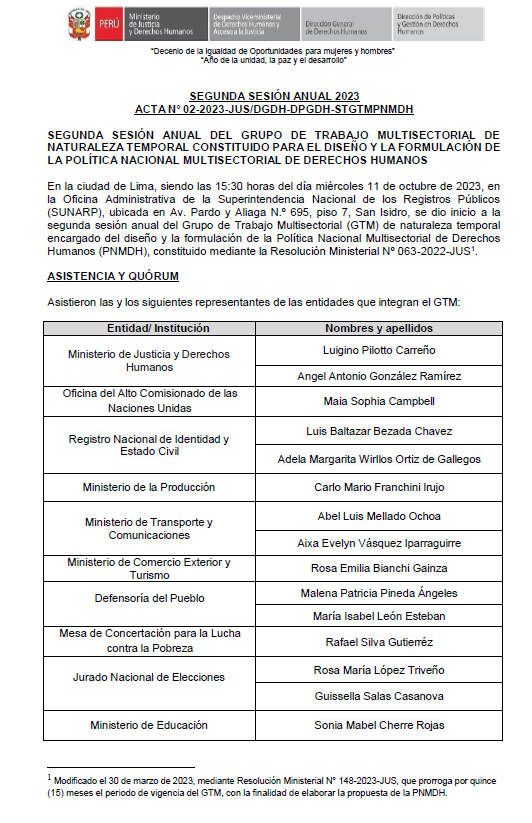 PERÚ
Ministerio
de Justicia
y Derechos Humanos
Despacho Viceministerial
de Derechos Humanos y
Acceso a la Justicia
Dirección General
de Derechos Humanos
Dirección de Políticas
y Gestión en Derechos
Humanos
“Decenio de la Igualdad de Oportunidades para mujeres y hombres”
“Año de la unidad, la paz y el desarrollo”
SEGUNDA SESIÓN ANUAL 2023
ACTA N° 02-2023-JUS/DGDH-DPGDH-STGTMPNMDH
SEGUNDA SESIÓN ANUAL DEL GRUPO DE TRABAJO MULTISECTORIAL DE
NATURALEZA TEMPORAL CONSTITUIDO PARA EL DISEÑO Y LA FORMULACIÓN DE
LA POLÍTICA NACIONAL MULTISECTORIAL DE DERECHOS HUMANOS
En la ciudad de Lima, siendo las 15:30 horas del día miércoles 11 de octubre de 2023, en
la Oficina Administrativa de la Superintendencia Nacional de los Registros Públicos
(SUNARP), ubicada en Av. Pardo y Aliaga N.º 695, piso 7, San Isidro, se dio inicio a la
segunda sesión anual del Grupo de Trabajo Multisectorial (GTM) de naturaleza temporal
encargado del diseño y la formulación de la Política Nacional Multisectorial de Derechos
Humanos (PNMDH), constituido mediante la Resolución Ministerial Nº 063-2022-JUS¹.
ASISTENCIA Y QUÓRUM
Asistieron las y los siguientes representantes de las entidades que integran el GTM:
Entidad/ Institución
Nombres y apellidos
Ministerio de Justicia y Derechos
Humanos
Luigino Pilotto Carreño
Angel Antonio González Ramírez
Oficina del Alto Comisionado de las
Naciones Unidas
Maia Sophia Campbell
Registro Nacional de Identidad y
Estado Civil
Luis Baltazar Bezada Chavez
Adela Margarita Wirllos Ortiz de Gallegos
Ministerio de la Producción
Carlo Mario Franchini Irujo
Ministerio de Transporte y
Comunicaciones
Abel Luis Mellado Ochoa
Aixa Evelyn Vásquez Iparraguirre
Ministerio de Comercio Exterior y
Turismo
Rosa Emilia Bianchi Gainza
Defensoría del Pueblo
Malena Patricia Pineda Ángeles
María Isabel León Esteban
Mesa de Concertación para la Lucha
contra la Pobreza
Rafael Silva Gutierréz
Jurado Nacional de Elecciones
Rosa María López Triveño
Guissella Salas Casanova
Ministerio de Educación
Sonia Mabel Cherre Rojas
¹ Modificado el 30 de marzo de 2023, mediante Resolución Ministerial N° 148-2023-JUS, que prorroga por quince
(15) meses el periodo de vigencia del GTM, con la finalidad de elaborar la propuesta de la PNMDH.